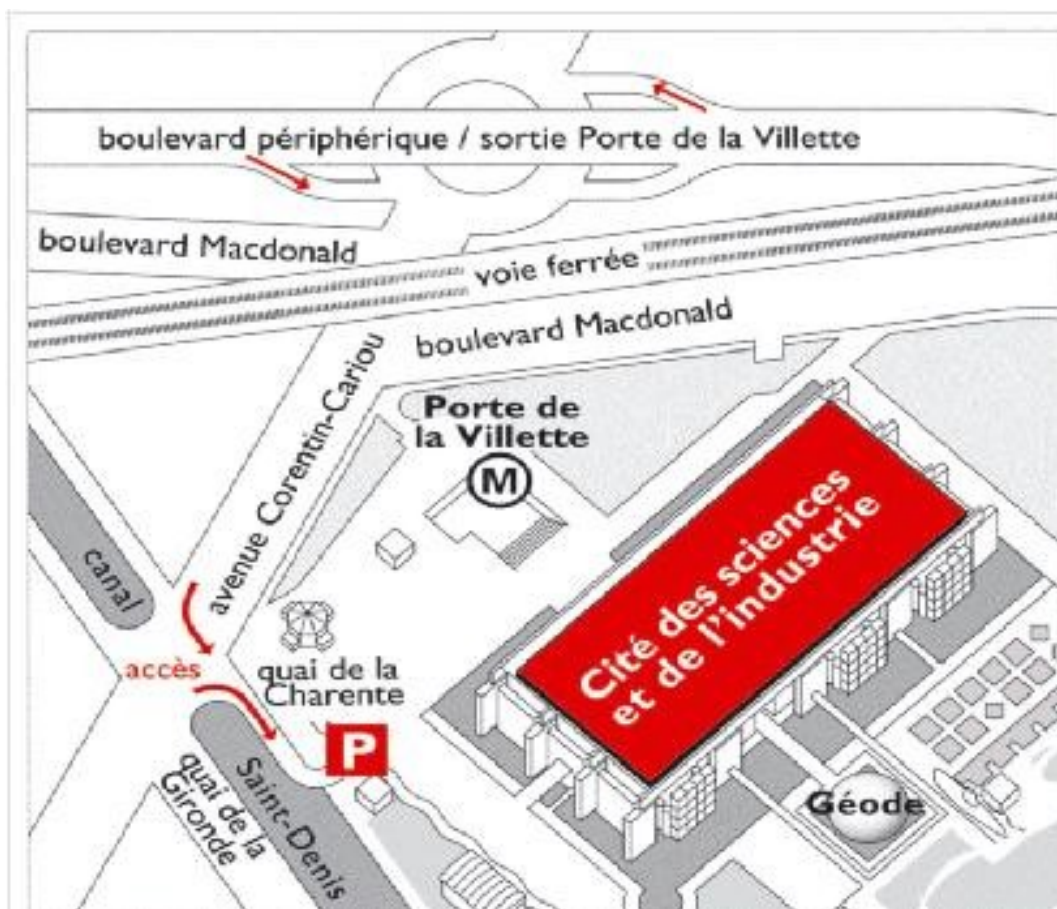 boulevard périphérique / sortie Porte de la Villette
boulevard Macdonald
voie ferrée
boulevard Macdonald
avenue Corentin-Cariou
Porte de
la Villette
M
Cité des sciences
et de l'industrie
canal
accès
quai de la
Charente
P
Saint-Denis
quai de la
Gironde
Géode